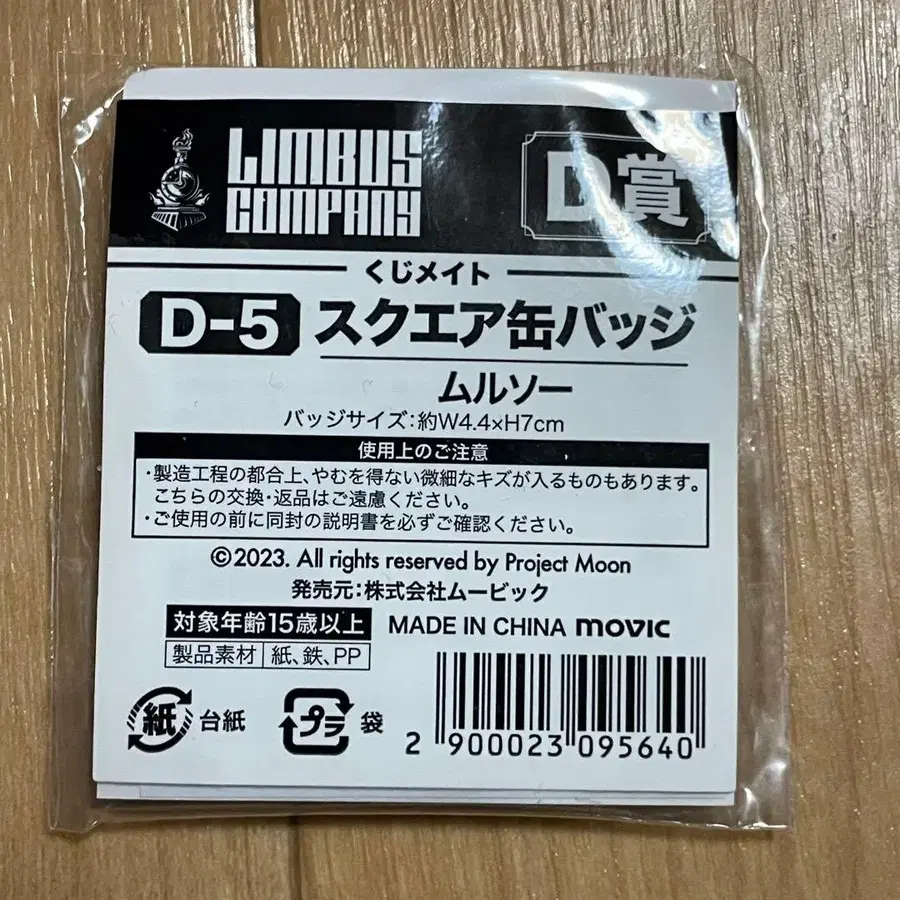 LIMBUS COMPANY
D賞
くじメイト
D-5 スクエア缶バッジ
ムルソー
バッジサイズ:約W4.4×H7cm
使用上のご注意
・製造工程の都合上、やむを得ない微細なキズが入るものもあります。
こちらの交換・返品はご遠慮ください。
・ご使用の前に同封の説明書を必ずご確認ください。
©2023. All rights reserved by Project Moon
発売元:株式会社ムービック
対象年齢15歳以上 MADE IN CHINA movic
製品素材 紙、鉄、PP
紙 台紙 プラ 袋
2 900023 095640